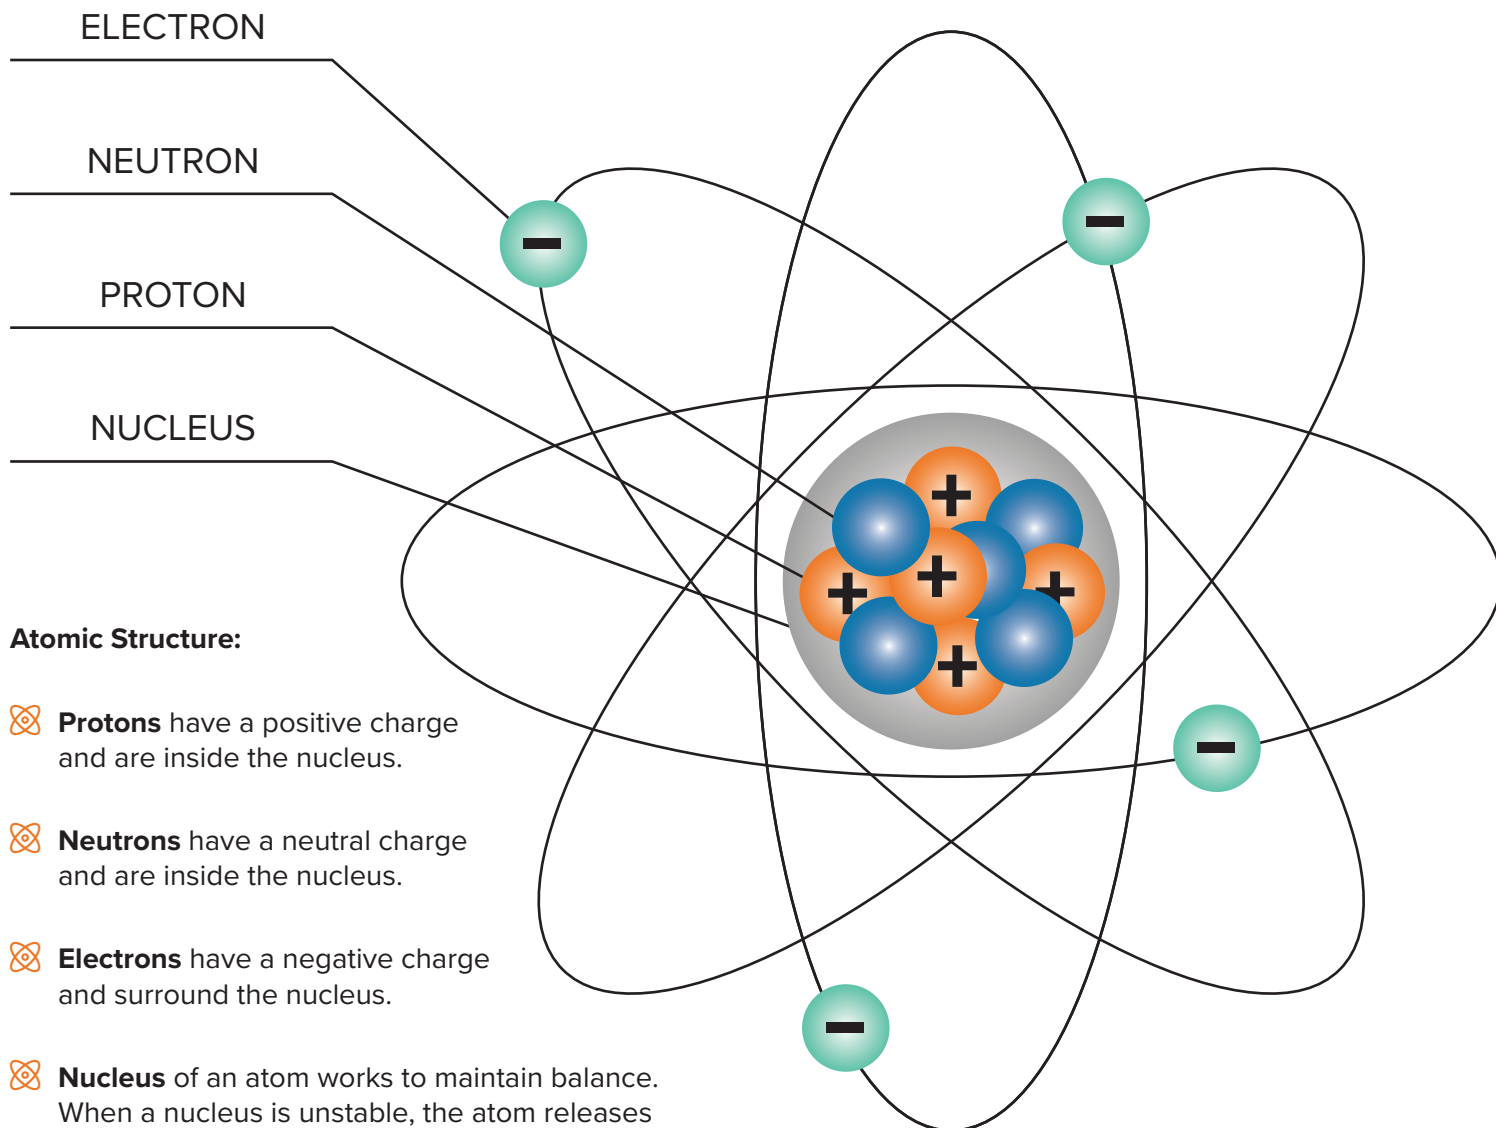 ELECTRON
NEUTRON
PROTON
NUCLEUS
Atomic Structure:
Protons have a positive charge
and are inside the nucleus.
Neutrons have a neutral charge
and are inside the nucleus.
Electrons have a negative charge
and surround the nucleus.
Nucleus of an atom works to maintain balance.
When a nucleus is unstable, the atom releases